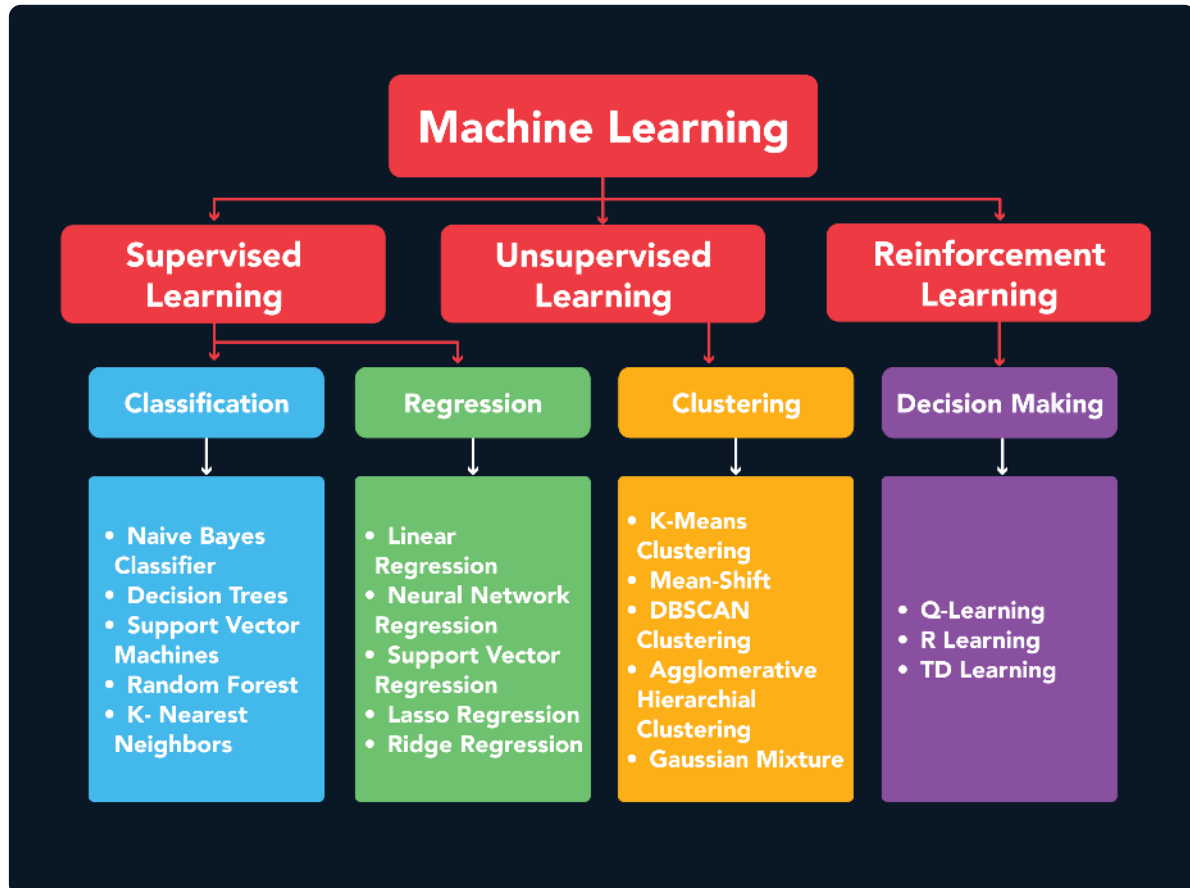 Machine Learning
Supervised
Learning
Unsupervised
Learning
Reinforcement
Learning
Classification
Regression
Clustering
Decision Making
• Naive Bayes
Classifier
• Decision Trees
• Support Vector
Machines
• Random Forest
• K- Nearest
Neighbors
• Linear
Regression
• Neural Network
Regression
• Support Vector
Regression
• Lasso Regression
• Ridge Regression
• K-Means
Clustering
• Mean-Shift
• DBSCAN
Clustering
• Agglomerative
Hierarchial
Clustering
• Gaussian Mixture
• Q-Learning
• R Learning
• TD Learning